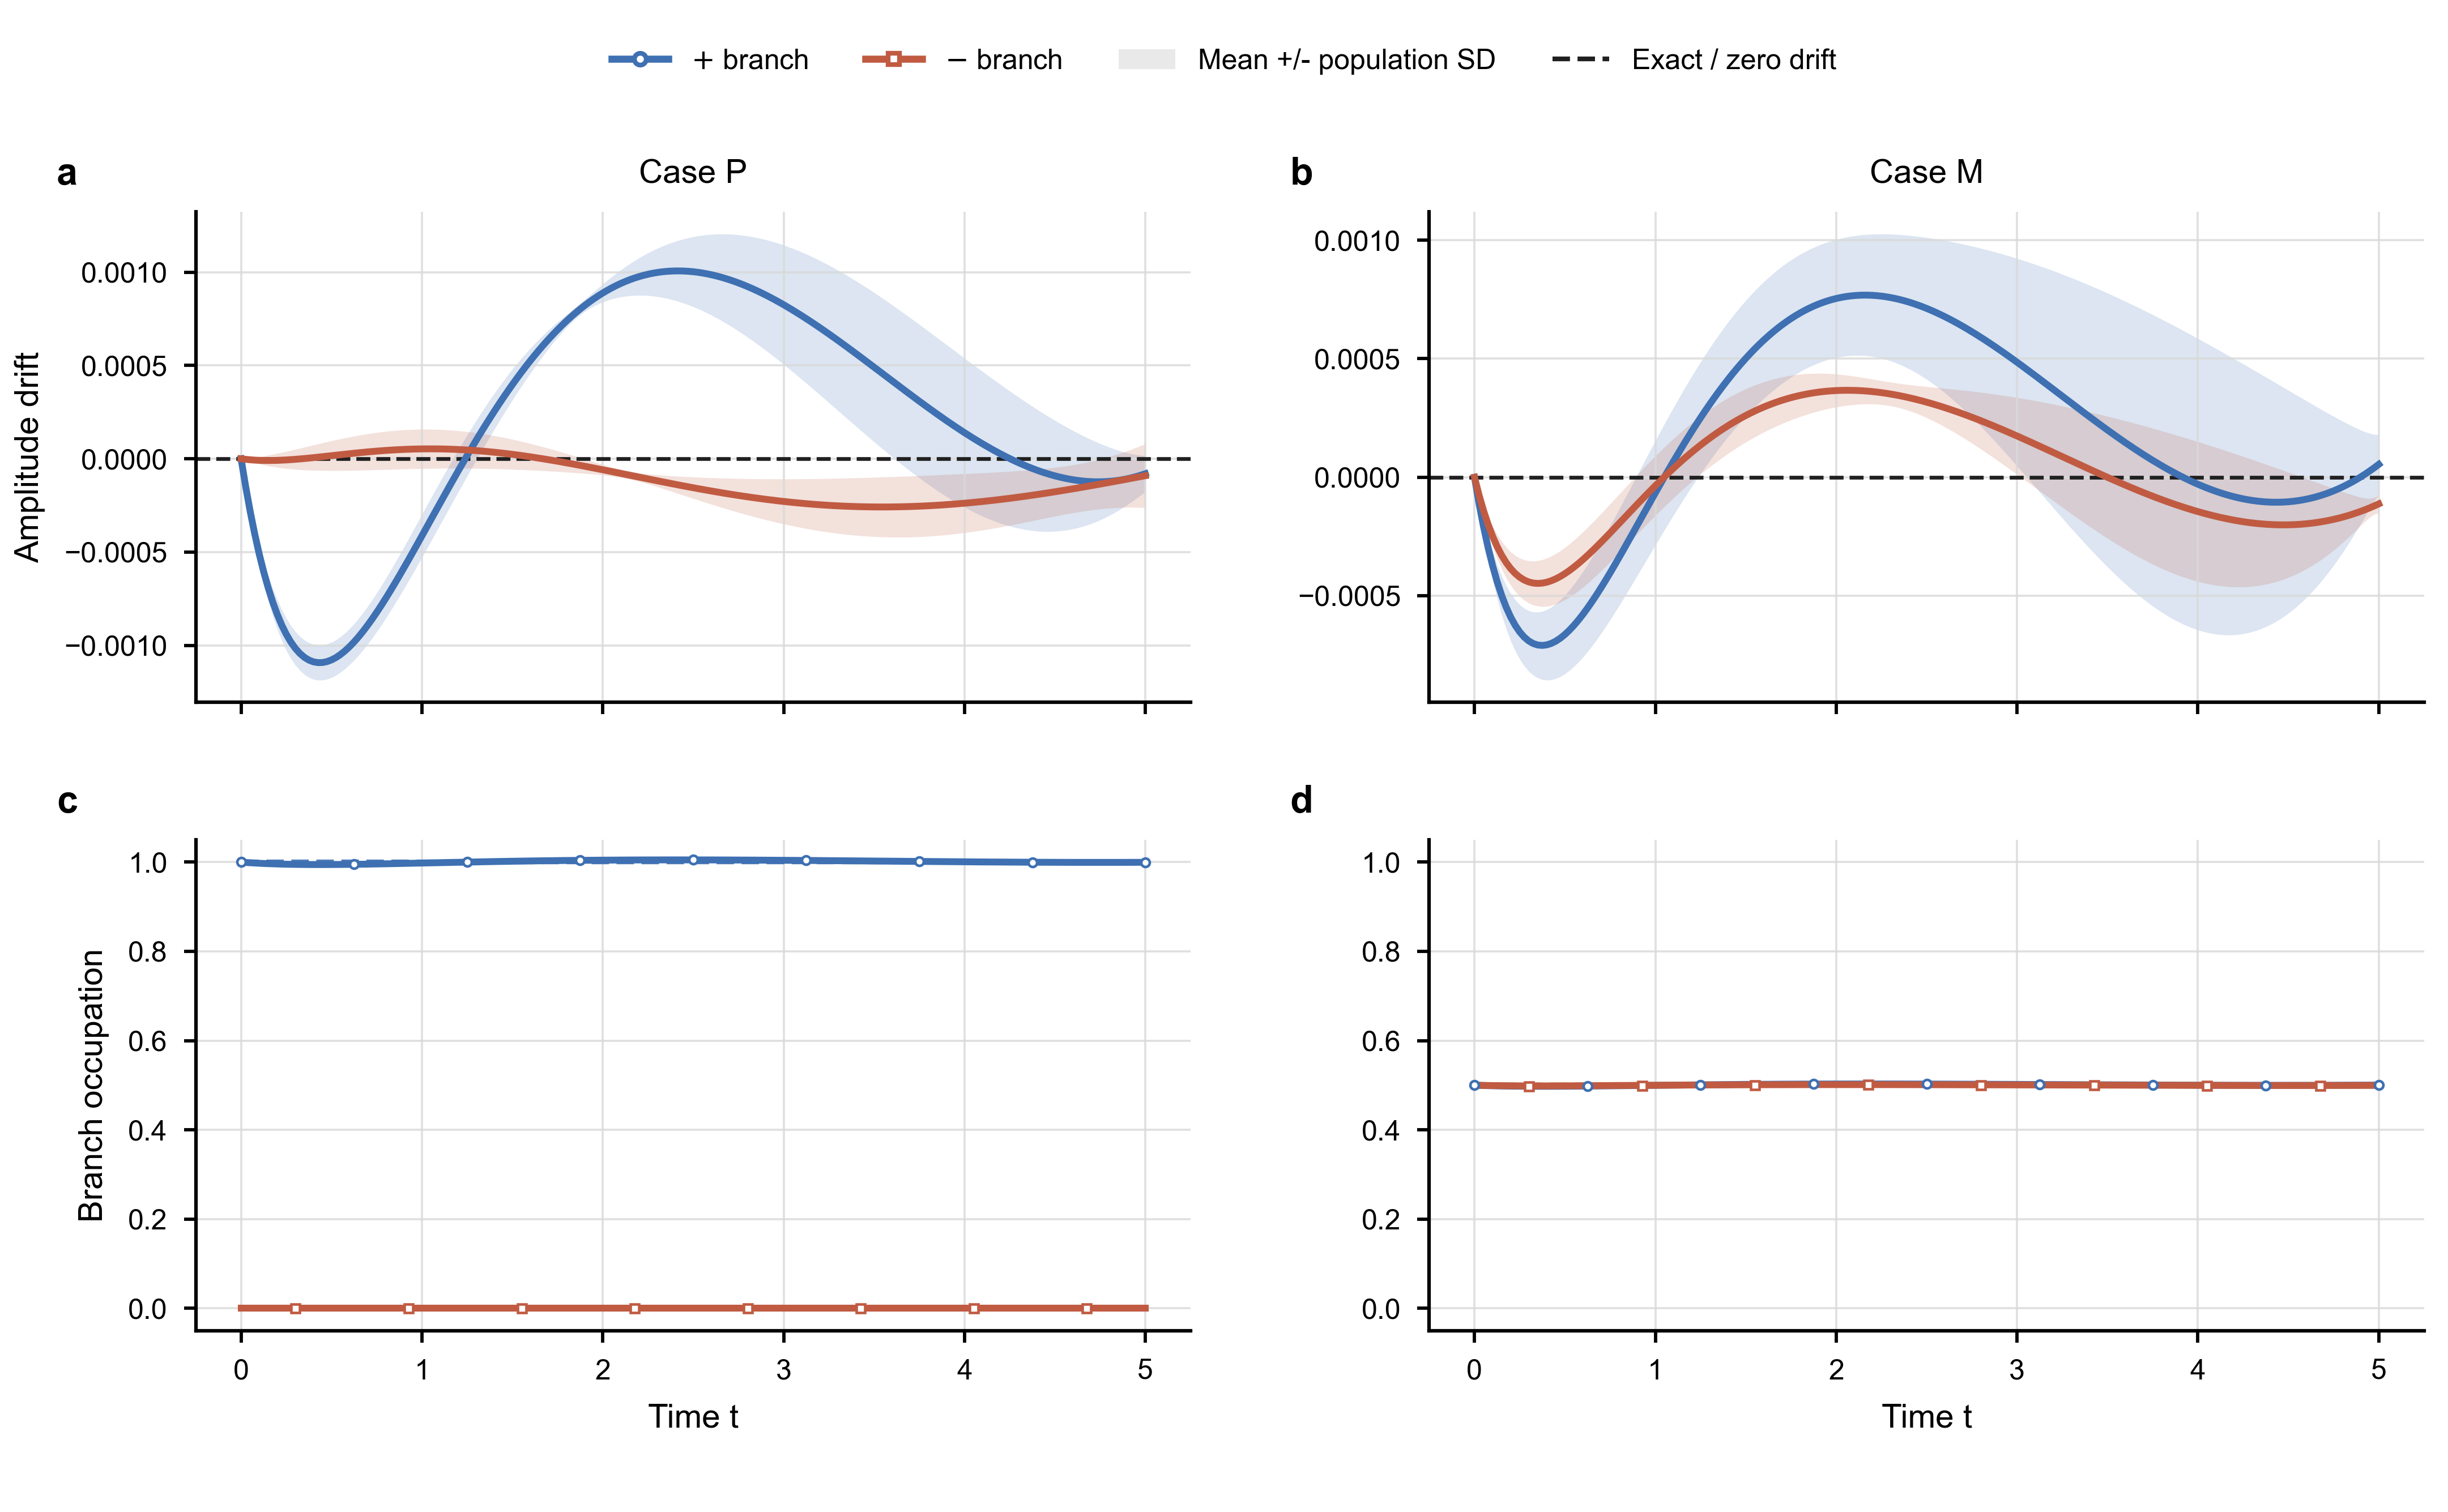 + branch
− branch
Mean +/- population SD
Exact / zero drift
a
Case P
b
Case M
Amplitude drift
0.0010
0.0005
0.0000
−0.0005
−0.0010
0.0010
0.0005
0.0000
−0.0005
c
d
Branch occupation
1.0
0.8
0.6
0.4
0.2
0.0
0 1 2 3 4 5
Time t
1.0
0.8
0.6
0.4
0.2
0.0
0 1 2 3 4 5
Time t